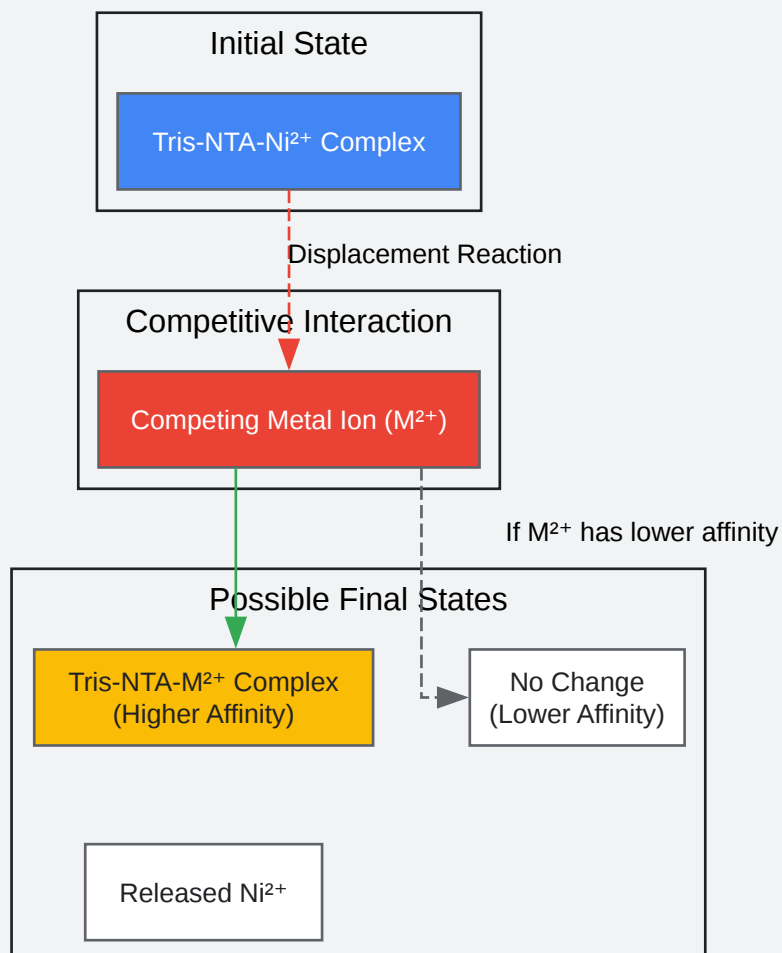 Initial State
Tris-NTA-Ni²⁺ Complex
Displacement Reaction
Competitive Interaction
Competing Metal Ion (M²⁺)
If M²⁺ has lower affinity
Possible Final States
Tris-NTA-M²⁺ Complex
(Higher Affinity)
No Change
(Lower Affinity)
Released Ni²⁺